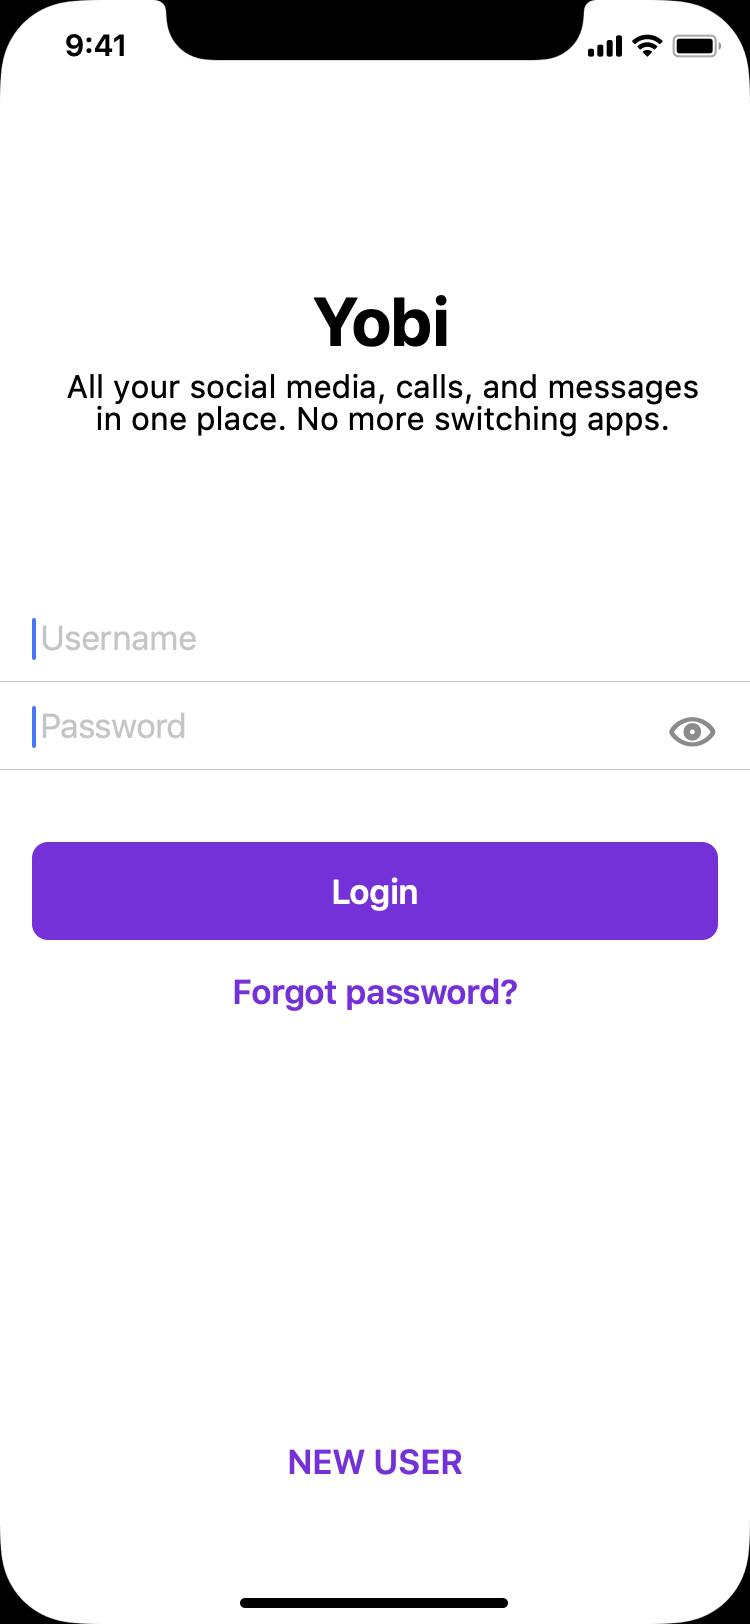 9:41
Yobi
All your social media, calls, and messages
in one place. No more switching apps.
Username
Password
Login
Forgot password?
NEW USER